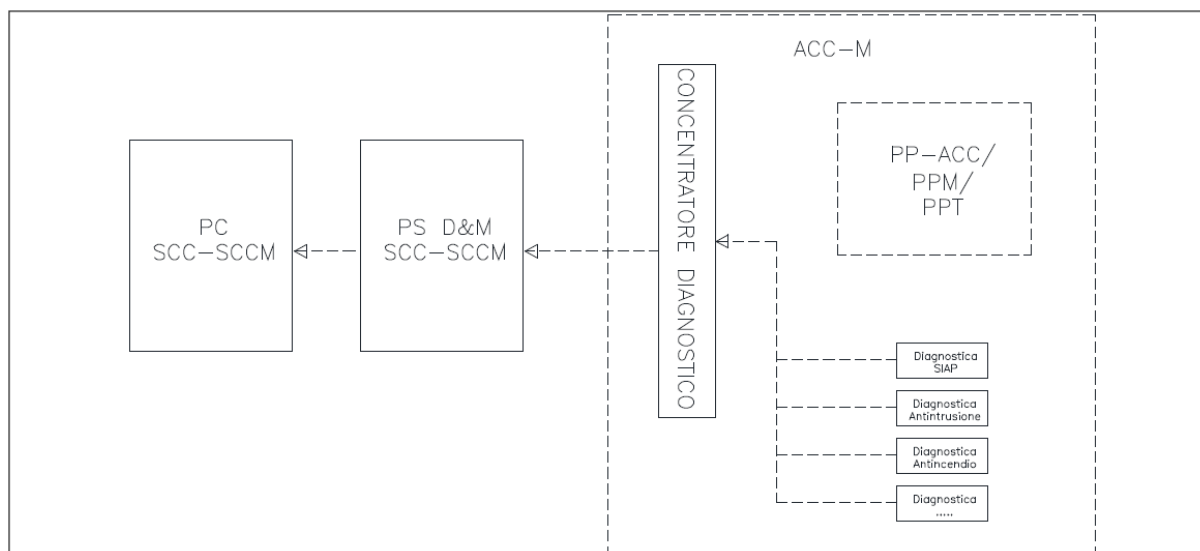 ACC-M
CONCENTRATORE DIAGNOSTICO
PP-ACC/
PPM/
PPT
PC
SCC-SCCM
PS D&M
SCC-SCCM
Diagnostica
SIAP
Diagnostica
Antintrusione
Diagnostica
Antincendio
Diagnostica
.....